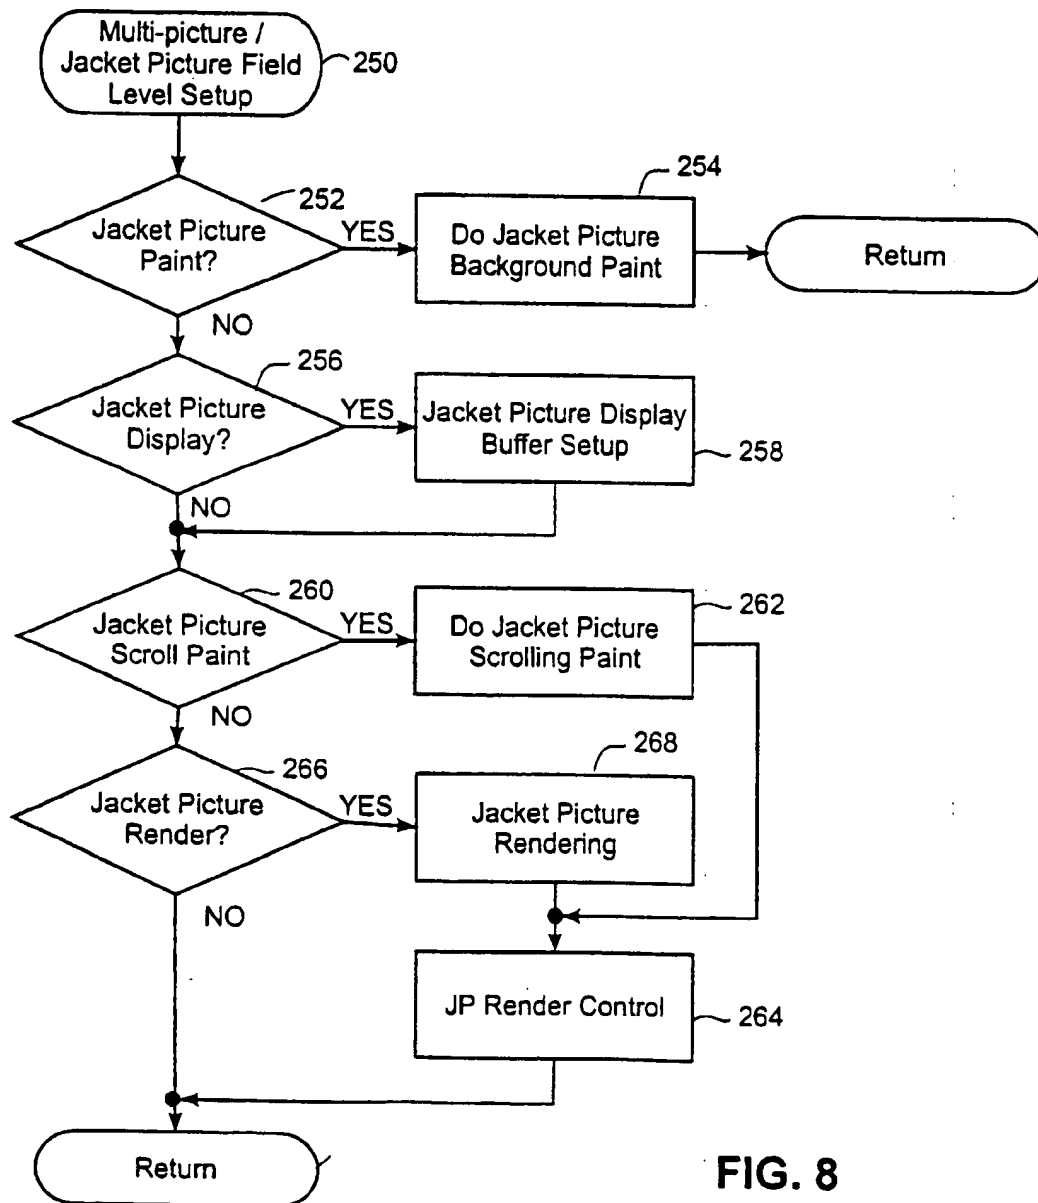 Multi-picture /
Jacket Picture Field
Level Setup
250
252
Jacket Picture
Paint?
YES
NO
254
Do Jacket Picture
Background Paint
Return
256
Jacket Picture
Display?
YES
NO
Jacket Picture Display
Buffer Setup
258
260
Jacket Picture
Scroll Paint
YES
NO
262
Do Jacket Picture
Scrolling Paint
266
Jacket Picture
Render?
YES
NO
268
Jacket Picture
Rendering
JP Render Control
264
Return
FIG. 8